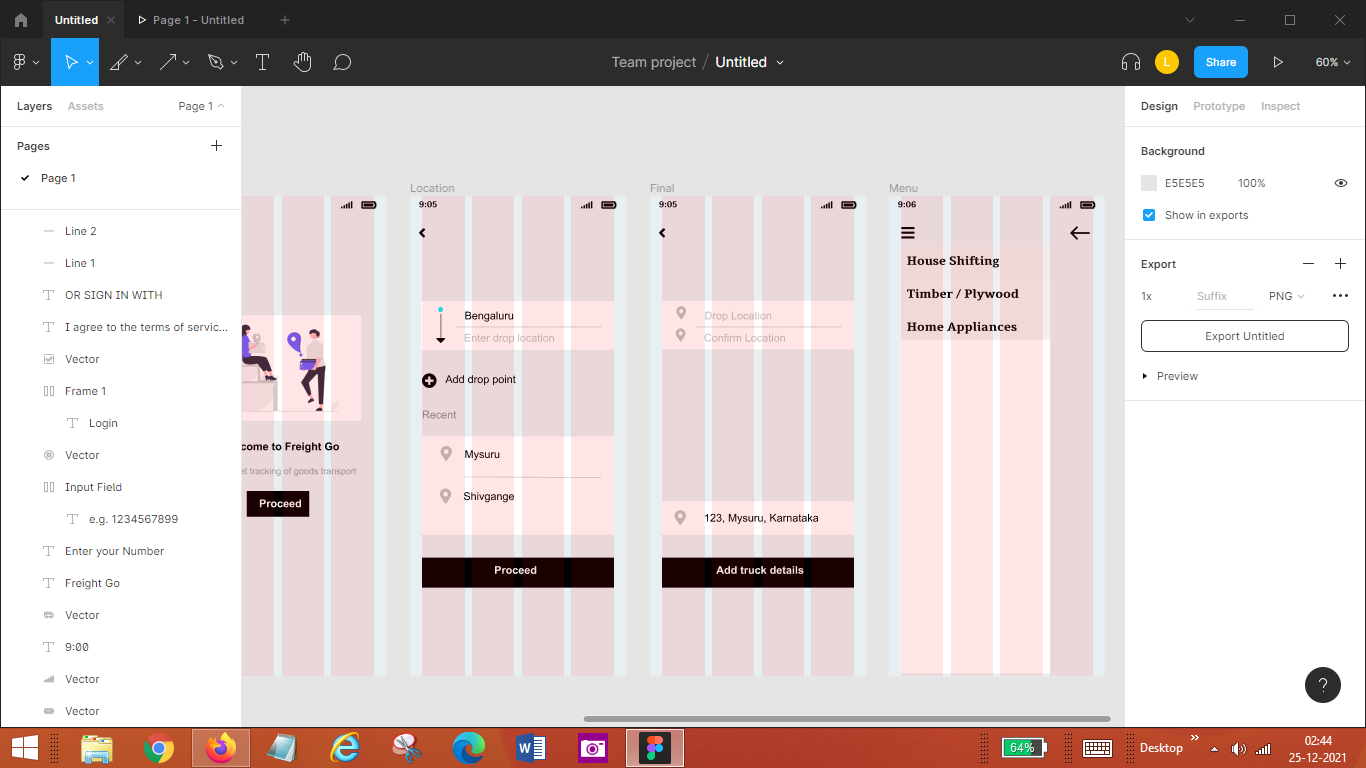 Untitled
Page 1 - Untitled
Team project / Untitled
L
Share
60%
Layers
Assets
Page 1
Pages
Page 1
Line 2
Line 1
OR SIGN IN WITH
I agree to the terms of servic...
Vector
Frame 1
Login
Vector
Input Field
e.g. 1234567899
Enter your Number
Freight Go
Vector
9:00
Vector
Vector
come to Freight Go
et tracking of goods transport
Proceed
Location
9:05
Bengaluru
Enter drop location
Add drop point
Recent
Mysuru
Shivgange
Proceed
Final
9:05
Drop Location
Confirm Location
123, Mysuru, Karnataka
Add truck details
Menu
9:06
House Shifting
Timber / Plywood
Home Appliances
Design
Prototype
Inspect
Background
E5E5E5
100%
Show in exports
Export
1x
Suffix
PNG
Export Untitled
Preview
?
64%
Desktop
02:44
25-12-2021